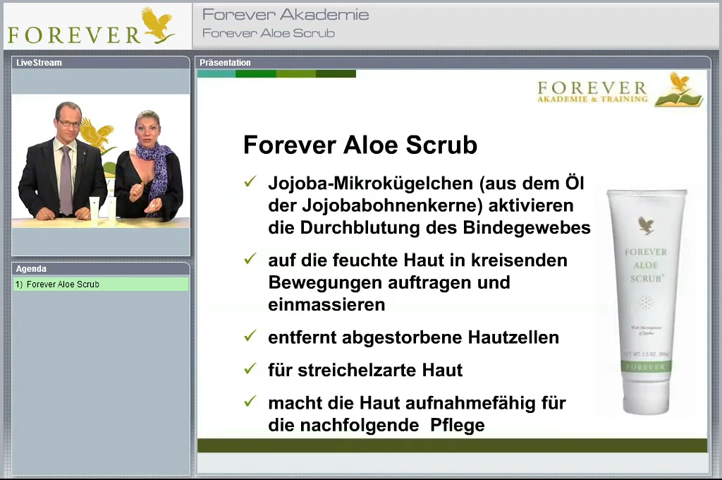 FOREVER
Forever Akademie
Forever Aloe Scrub
LiveStream
Präsentation
FOREVER
AKADEMIE & TRAINING
Forever Aloe Scrub
Jojoba-Mikrokügelchen (aus dem Öl
der Jojobabohnenkerne) aktivieren
die Durchblutung des Bindegewebes
auf die feuchte Haut in kreisenden
Bewegungen auftragen und
einmassieren
entfernt abgestorbene Hautzellen
für streichelzarte Haut
macht die Haut aufnahmefähig für
die nachfolgende Pflege
FOREVER
ALOE
SCRUB
FOREVER
Agenda
1) Forever Aloe Scrub